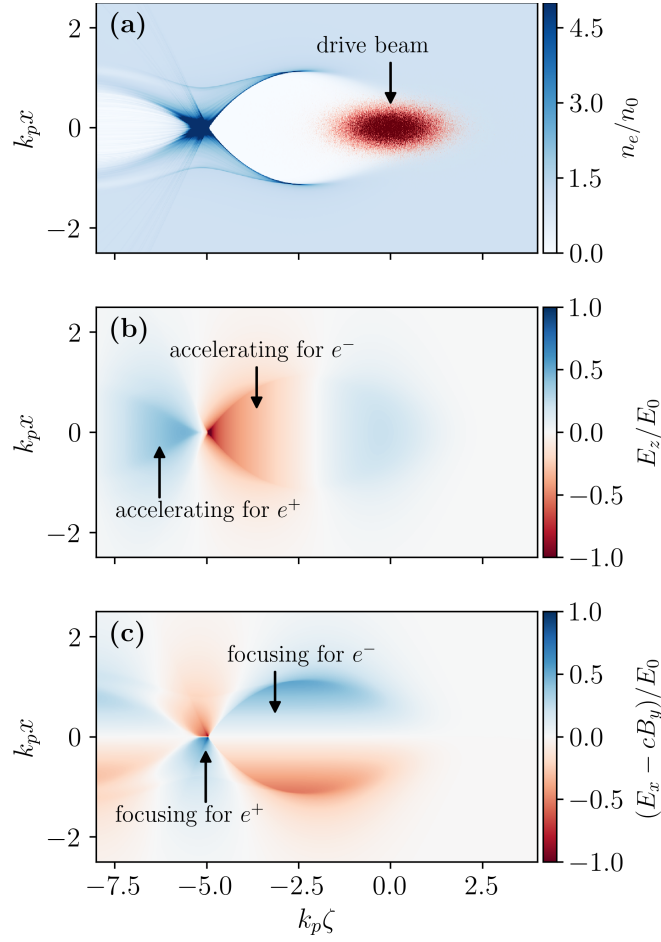 (a)
drive beam
2
0
−2
k_p x
4.5
3.0
1.5
0.0
n_e/n_0
(b)
accelerating for e^−
accelerating for e^+
2
0
−2
k_p x
1.0
0.5
0.0
−0.5
−1.0
E_z/E_0
(c)
focusing for e^−
focusing for e^+
2
0
−2
k_p x
1.0
0.5
0.0
−0.5
−1.0
(E_x − cB_y)/E_0
−7.5 −5.0 −2.5 0.0 2.5
k_p ζ